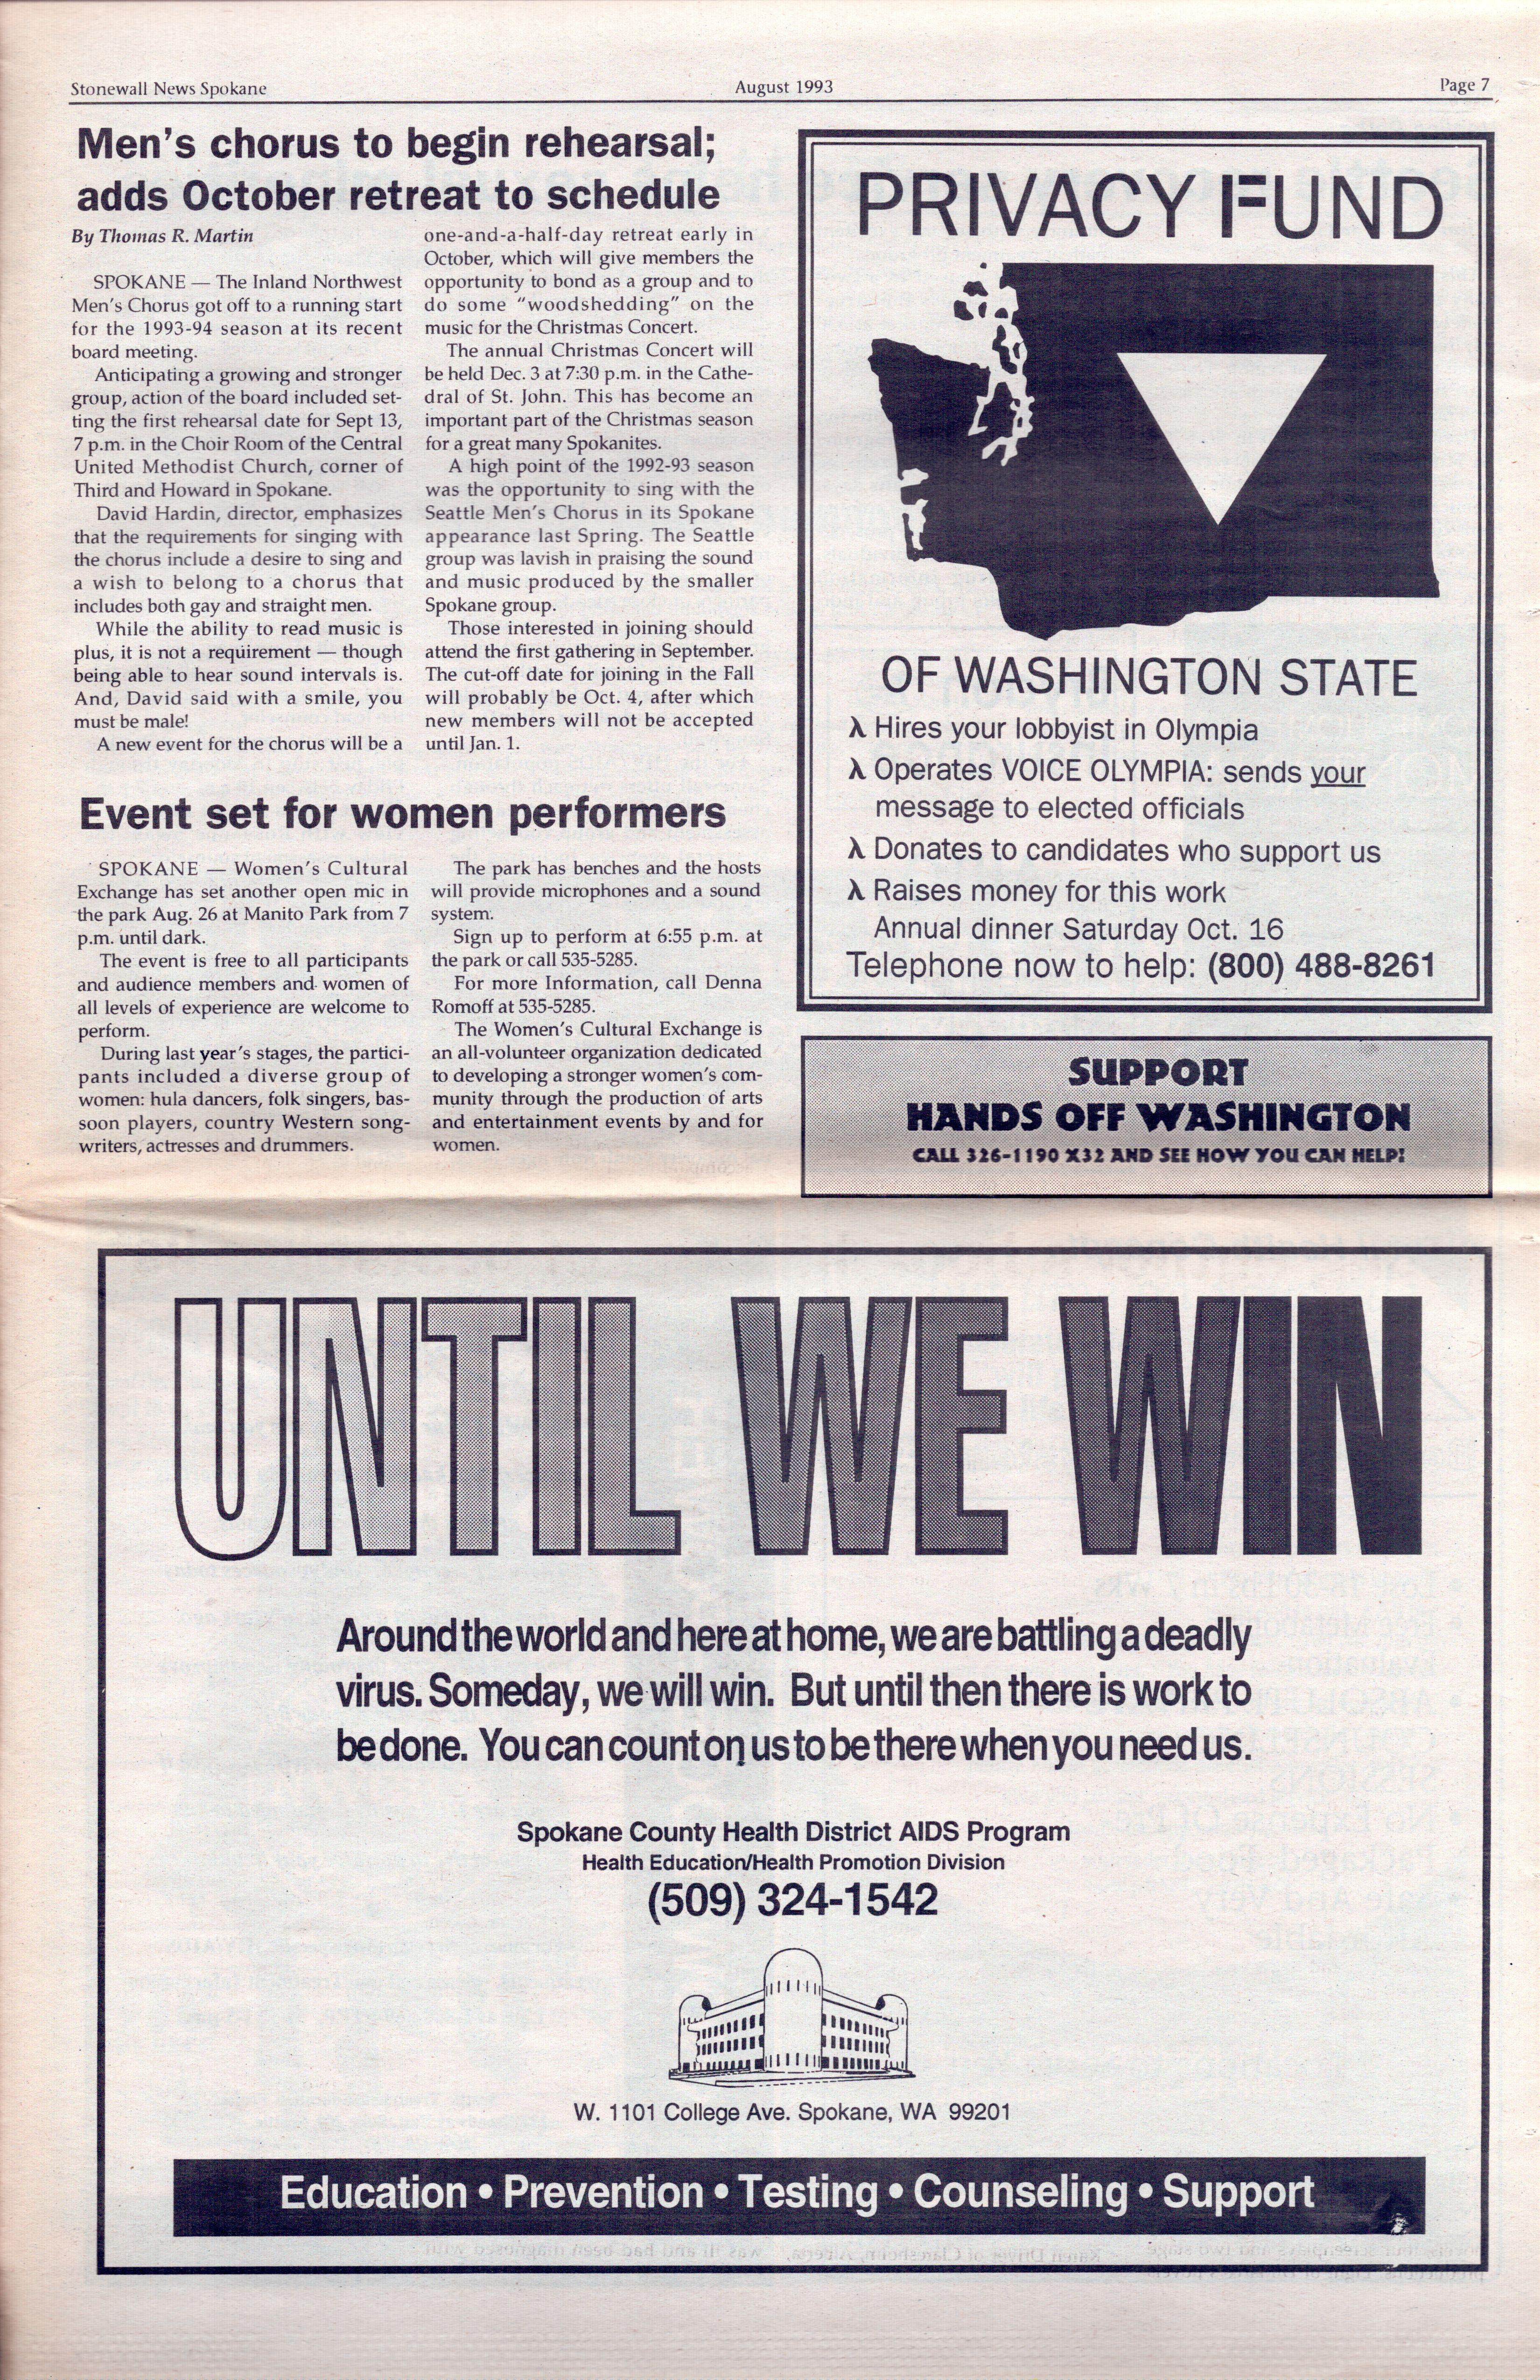 Stonewall News Spokane
August 1993
Page 7
Men's chorus to begin rehearsal;
adds October retreat to schedule
By Thomas R. Martin
SPOKANE — The Inland Northwest
Men's Chorus got off to a running start
for the 1993-94 season at its recent
board meeting.
Anticipating a growing and stronger
group, action of the board included set-
ting the first rehearsal date for Sept 13,
7 p.m. in the Choir Room of the Central
United Methodist Church, corner of
Third and Howard in Spokane.
David Hardin, director, emphasizes
that the requirements for singing with
the chorus include a desire to sing and
a wish to belong to a chorus that
includes both gay and straight men.
While the ability to read music is
plus, it is not a requirement — though
being able to hear sound intervals is.
And, David said with a smile, you
must be male!
A new event for the chorus will be a
one-and-a-half-day retreat early in
October, which will give members the
opportunity to bond as a group and to
do some "woodshedding" on the
music for the Christmas Concert.
The annual Christmas Concert will
be held Dec. 3 at 7:30 p.m. in the Cathe-
dral of St. John. This has become an
important part of the Christmas season
for a great many Spokanites.
A high point of the 1992-93 season
was the opportunity to sing with the
Seattle Men's Chorus in its Spokane
appearance last Spring. The Seattle
group was lavish in praising the sound
and music produced by the smaller
Spokane group.
Those interested in joining should
attend the first gathering in September.
The cut-off date for joining in the Fall
will probably be Oct. 4, after which
new members will not be accepted
until Jan. 1.
Event set for women performers
SPOKANE — Women's Cultural
Exchange has set another open mic in
the park Aug. 26 at Manito Park from 7
p.m. until dark.
The event is free to all participants
and audience members and women of
all levels of experience are welcome to
perform.
During last year's stages, the partici-
pants included a diverse group of
women: hula dancers, folk singers, bas-
soon players, country Western song-
writers, actresses and drummers.
The park has benches and the hosts
will provide microphones and a sound
system.
Sign up to perform at 6:55 p.m. at
the park or call 535-5285.
For more Information, call Denna
Romoff at 535-5285.
The Women's Cultural Exchange is
an all-volunteer organization dedicated
to developing a stronger women's com-
munity through the production of arts
and entertainment events by and for
women.
PRIVACY FUND
OF WASHINGTON STATE
λ Hires your lobbyist in Olympia
λ Operates VOICE OLYMPIA: sends your
message to elected officials
λ Donates to candidates who support us
λ Raises money for this work
Annual dinner Saturday Oct. 16
Telephone now to help: (800) 488-8261
SUPPORT
HANDS OFF WASHINGTON
CALL 326-1190 X32 AND SEE HOW YOU CAN HELP!
UNTIL WE WIN
Around the world and here at home, we are battling a deadly
virus. Someday, we will win. But until then there is work to
be done. You can count on us to be there when you need us.
Spokane County Health District AIDS Program
Health Education/Health Promotion Division
(509) 324-1542
W. 1101 College Ave. Spokane, WA 99201
Education • Prevention • Testing • Counseling • Support